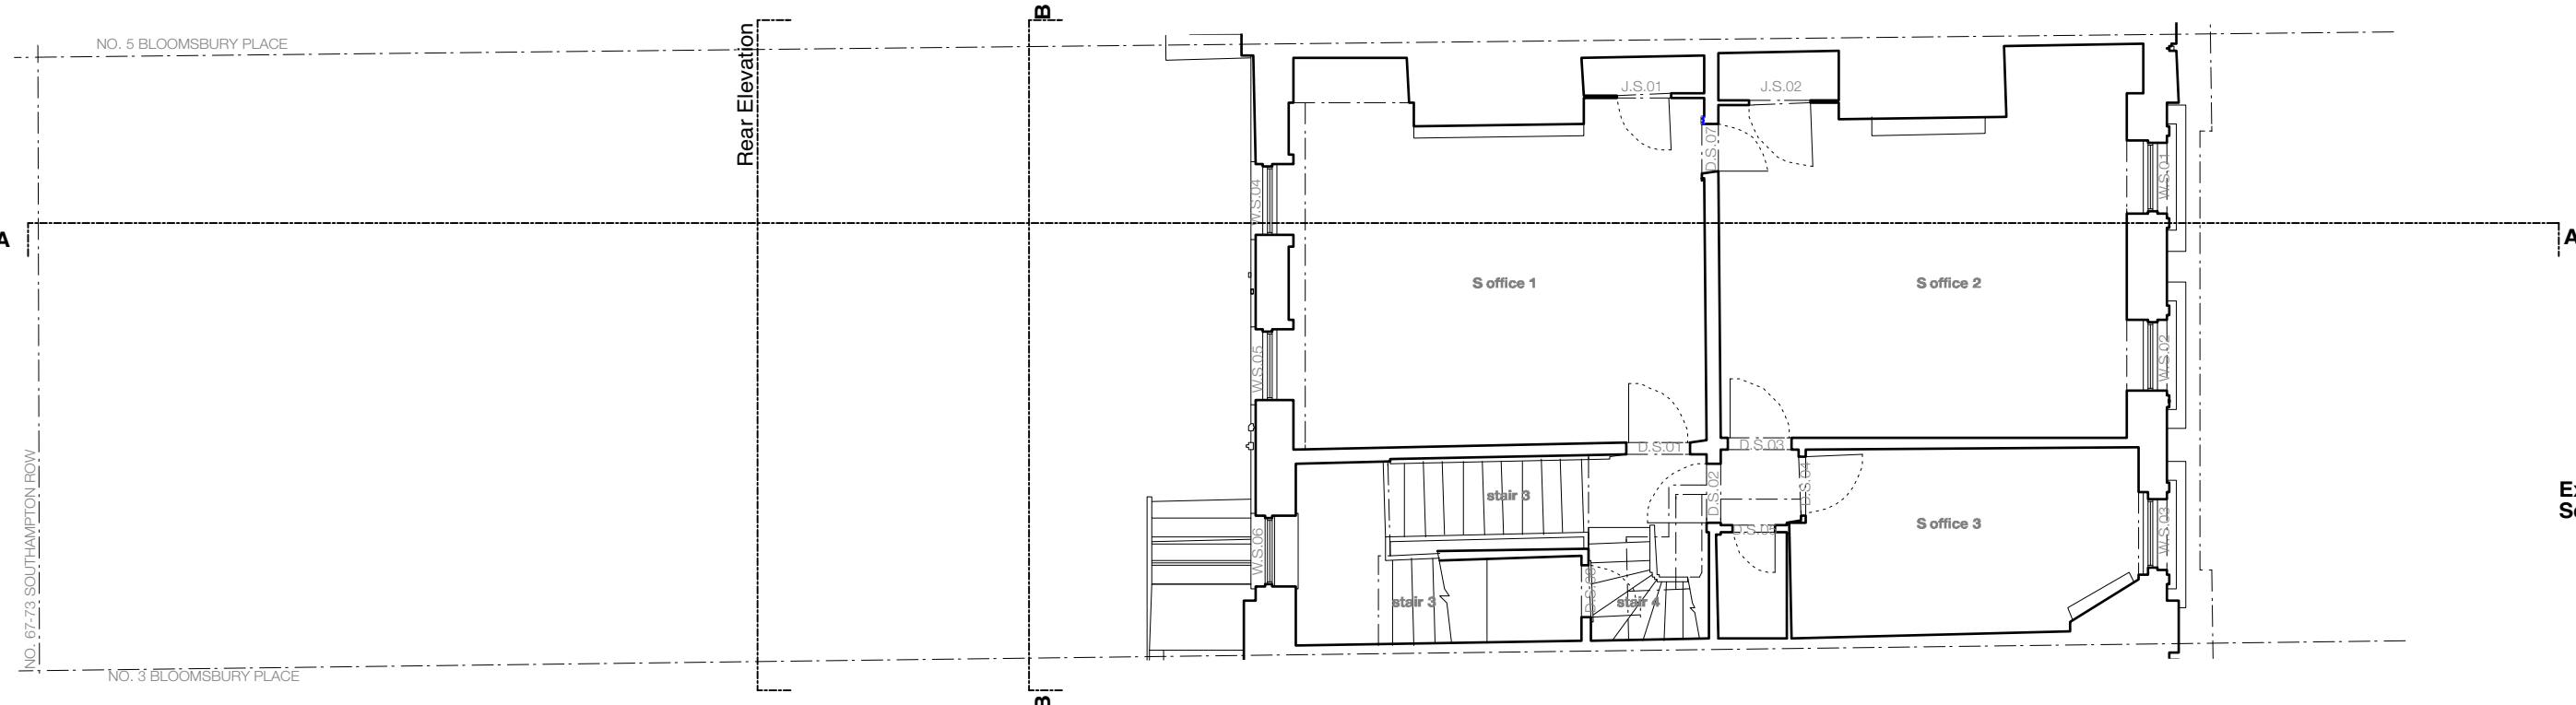 B
NO. 5 BLOOMSBURY PLACE
Rear Elevation
J.S.01
J.S.02
D.S.07
W.S.04
W.S.01
A
A
S office 1
S office 2
W.S.05
W.S.02
D.S.01
D.S.03
D.S.02
D.S.04
stair 3
S office 3
W.S.03
W.S.06
stair 3
stair 4
NO. 67-73 SOUTHAMPTON ROW
NO. 3 BLOOMSBURY PLACE
B